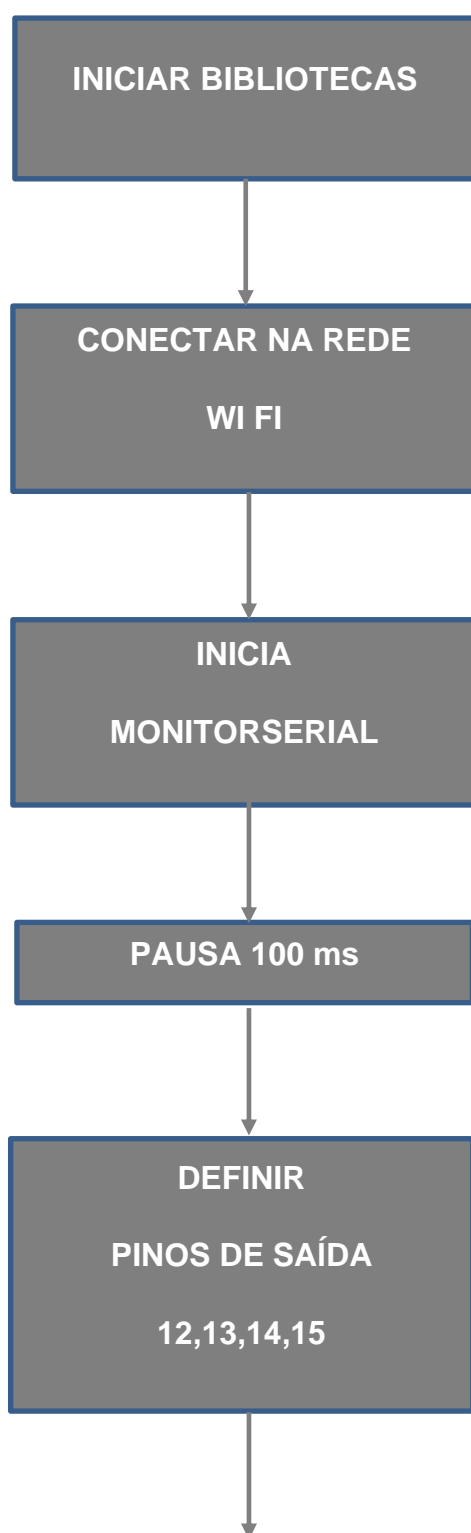 INICIAR BIBLIOTECAS
CONECTAR NA REDE
WI FI
INICIA
MONITORSERIAL
PAUSA 100 ms
DEFINIR
PINOS DE SAÍDA
12,13,14,15